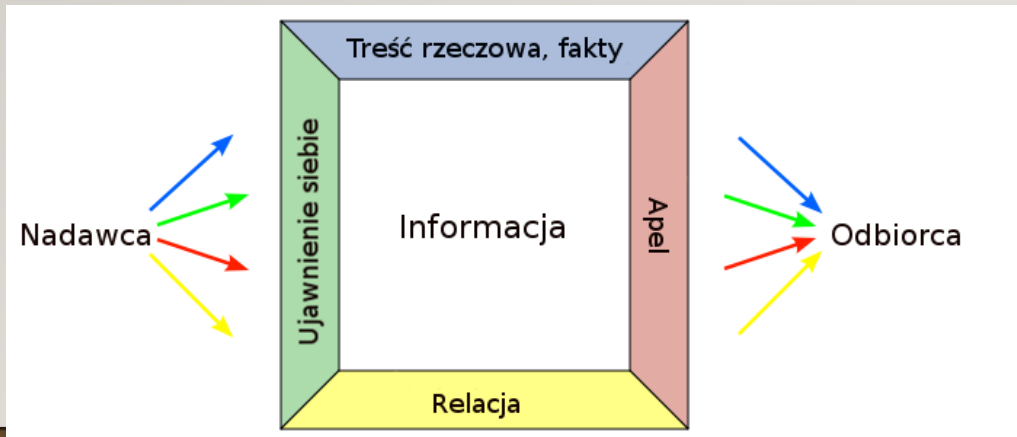 Treść rzeczowa, fakty
Ujawnienie siebie
Nadawca
Informacja
Apel
Odbiorca
Relacja